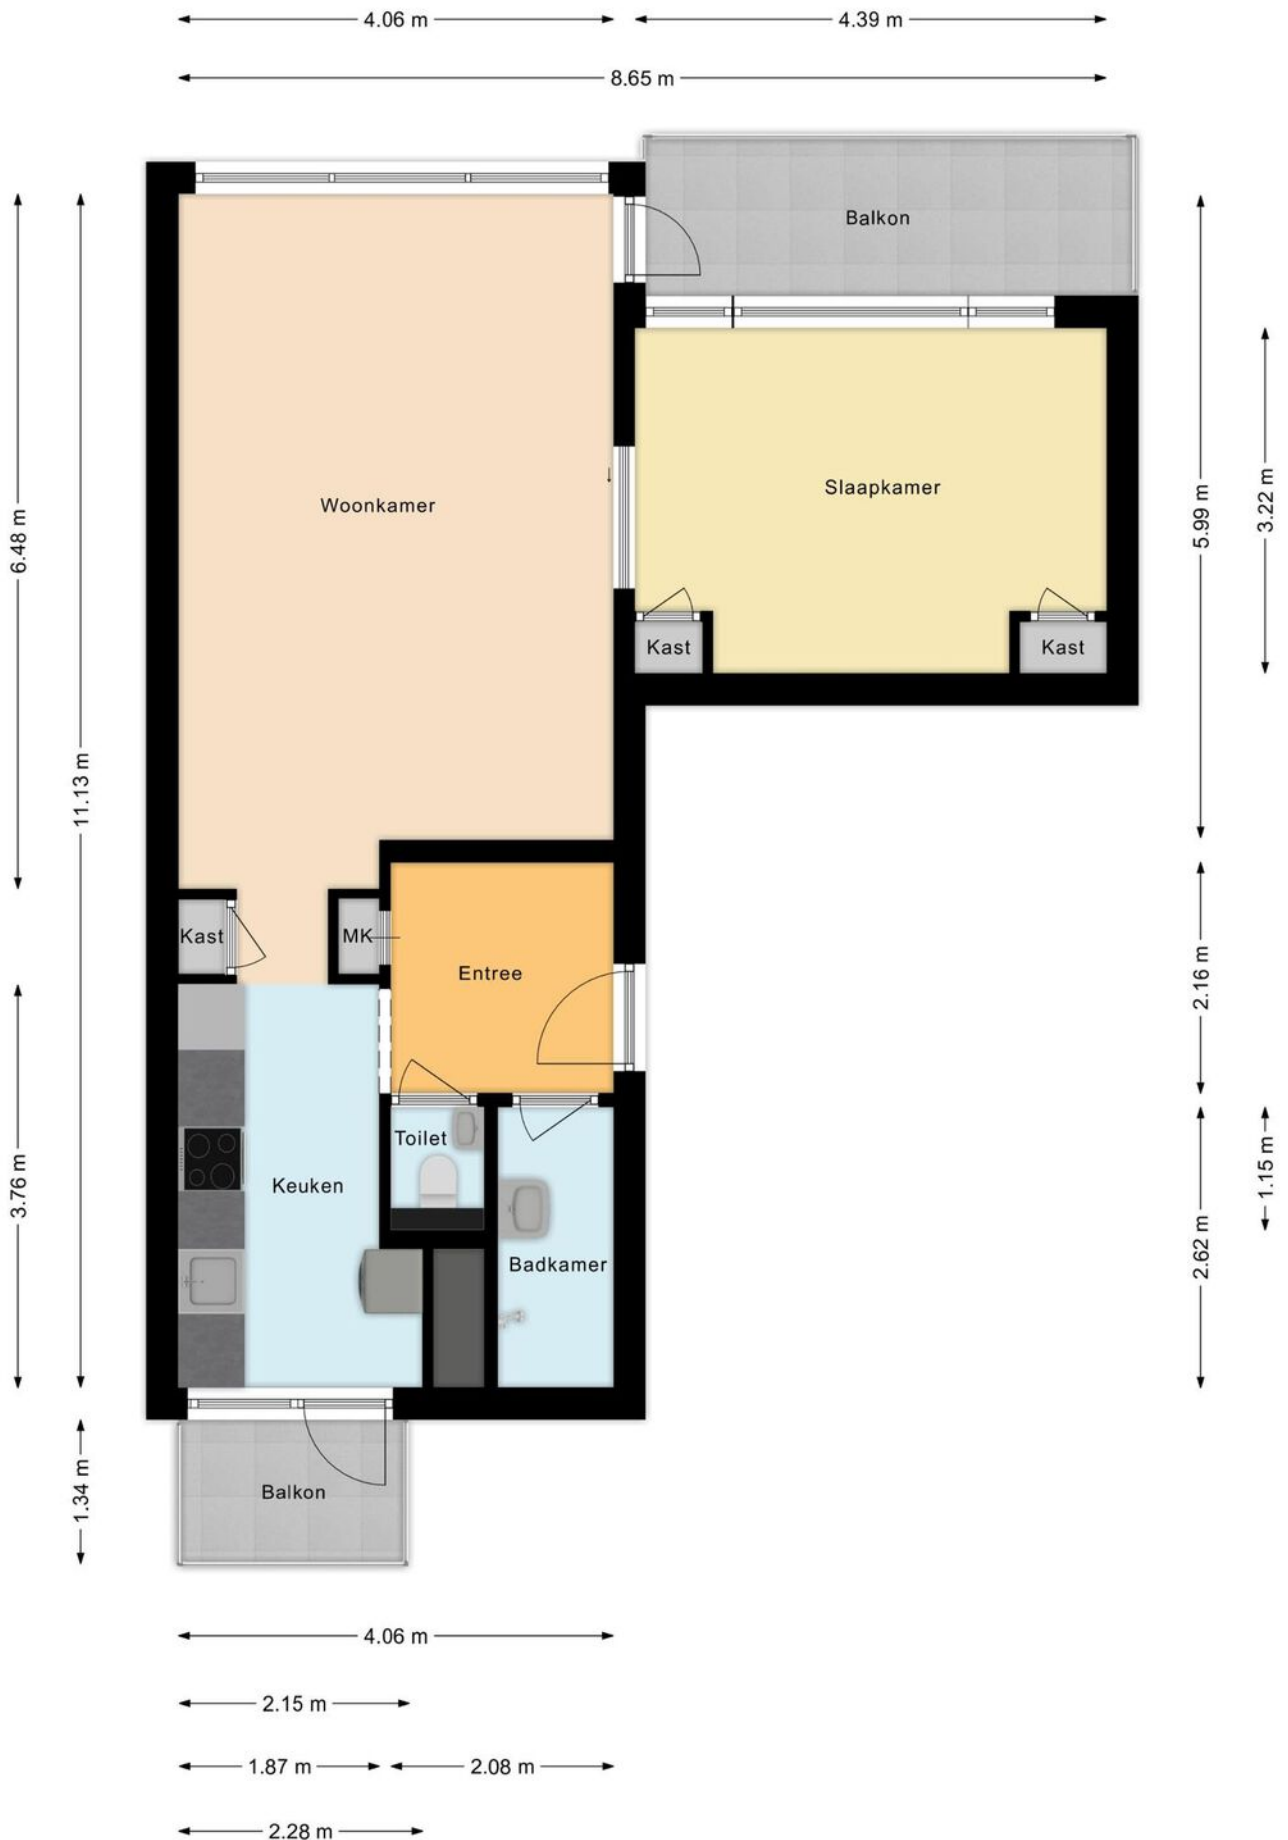 4.06 m
4.39 m
8.65 m
Balkon
Woonkamer
Slaapkamer
6.48 m
5.99 m
3.22 m
Kast
Kast
11.13 m
Kast
MK
Entree
2.16 m
Toilet
Keuken
3.76 m
1.15 m
Badkamer
2.62 m
Balkon
1.34 m
4.06 m
2.15 m
1.87 m
2.08 m
2.28 m